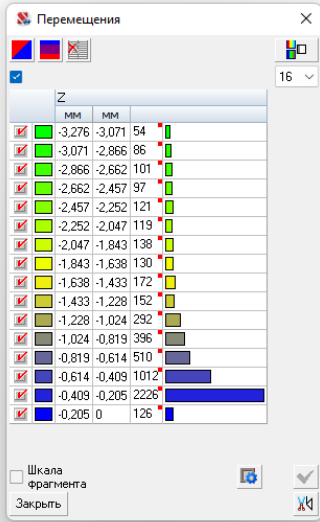 Перемещения
16
Z
мм мм
-3,276 -3,071 54
-3,071 -2,866 86
-2,866 -2,662 101
-2,662 -2,457 97
-2,457 -2,252 121
-2,252 -2,047 119
-2,047 -1,843 138
-1,843 -1,638 130
-1,638 -1,433 172
-1,433 -1,228 152
-1,228 -1,024 292
-1,024 -0,819 396
-0,819 -0,614 510
-0,614 -0,409 1012
-0,409 -0,205 2226
-0,205 0 126
Шкала
фрагмента
Закрыть